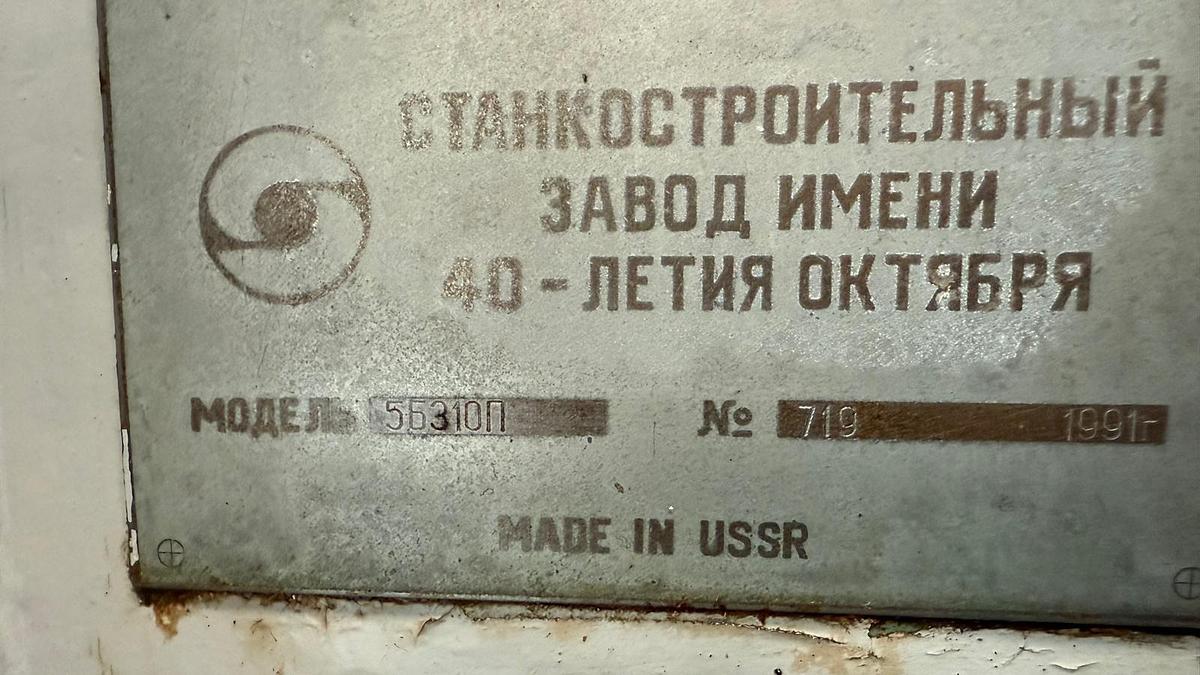 СТАНКОСТРОИТЕЛЬНЫЙ
ЗАВОД ИМЕНИ
40-ЛЕТИЯ ОКТЯБРЯ
МОДЕЛЬ 5Б310П № 719 1991г
MADE IN USSR